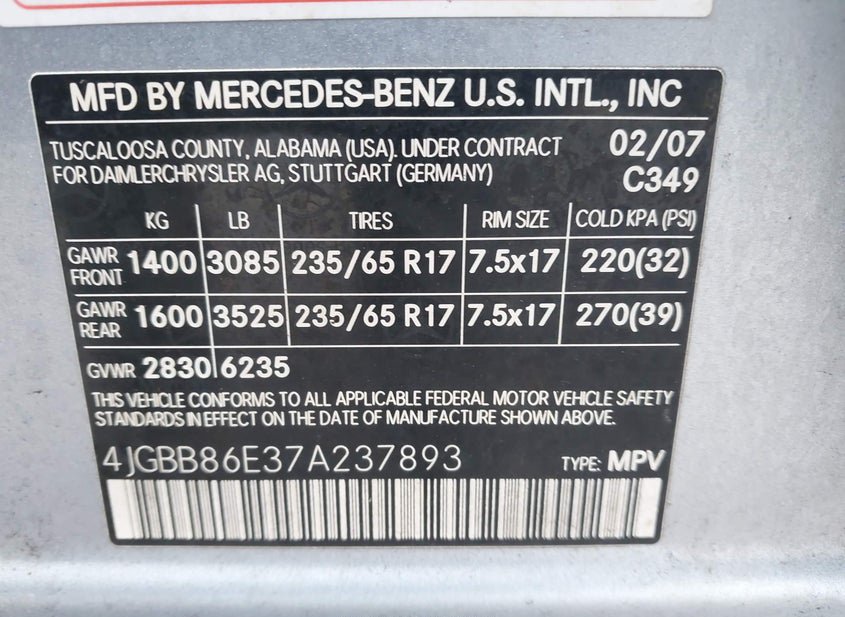 MFD BY MERCEDES-BENZ U.S. INTL., INC
TUSCALOOSA COUNTY, ALABAMA (USA). UNDER CONTRACT 02/07
FOR DAIMLERCHRYSLER AG, STUTTGART (GERMANY) C349
KG LB TIRES RIM SIZE COLD KPA (PSI)
GAWR FRONT 1400 3085 235/65 R17 7.5x17 220(32)
GAWR REAR 1600 3525 235/65 R17 7.5x17 270(39)
GVWR 2830 6235
THIS VEHICLE CONFORMS TO ALL APPLICABLE FEDERAL MOTOR VEHICLE SAFETY
STANDARDS IN EFFECT ON THE DATE OF MANUFACTURE SHOWN ABOVE.
4JGBB86E37A237893 TYPE: MPV